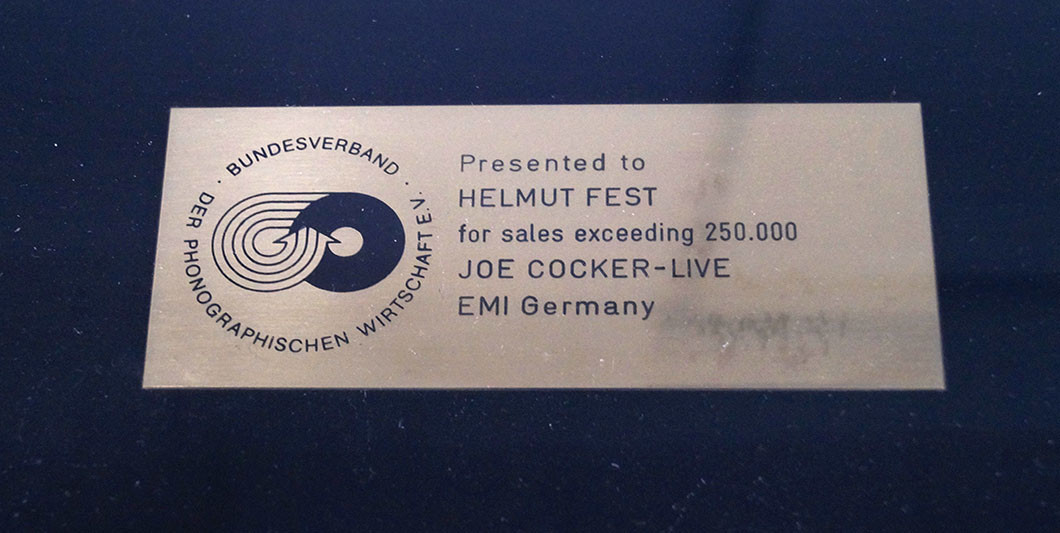 · BUNDESVERBAND ·
DER PHONOGRAPHISCHEN WIRTSCHAFT E.V.
Presented to
HELMUT FEST
for sales exceeding 250.000
JOE COCKER-LIVE
EMI Germany